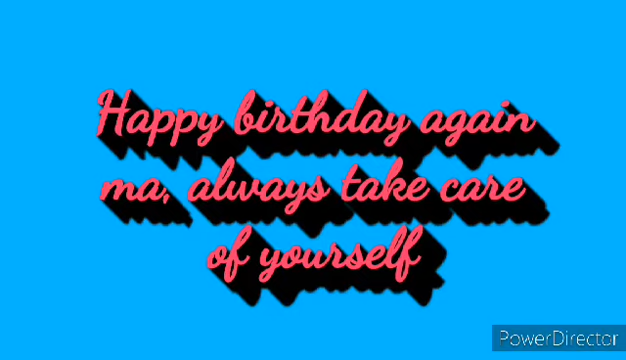 Happy birthday again
ma, always take care
of yourself
PowerDirector